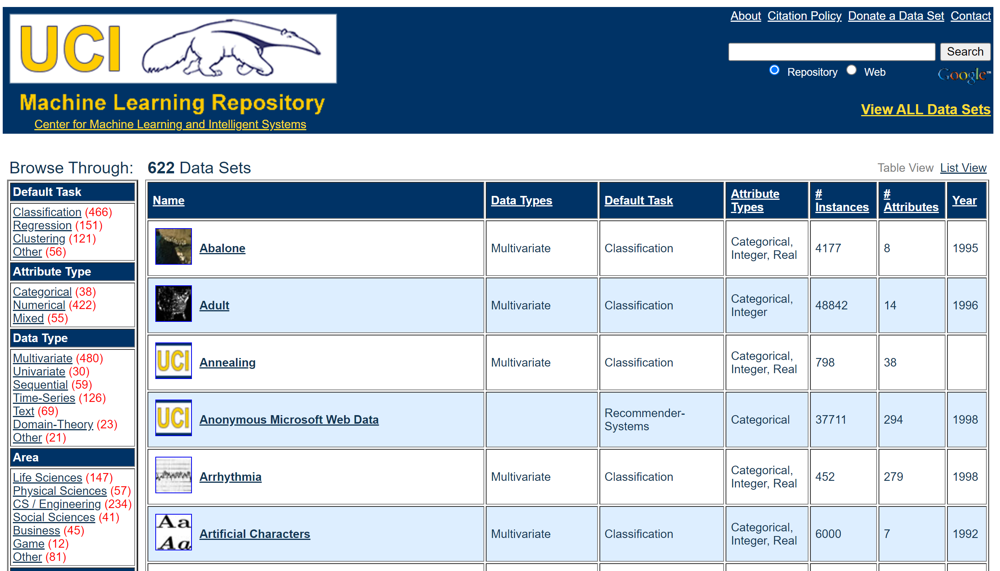 About Citation Policy Donate a Data Set Contact
UCI
Search
Repository Web Google™
Machine Learning Repository
View ALL Data Sets
Center for Machine Learning and Intelligent Systems
Browse Through:
Default Task
Classification (466)
Regression (151)
Clustering (121)
Other (56)
Attribute Type
Categorical (38)
Numerical (422)
Mixed (55)
Data Type
Multivariate (480)
Univariate (30)
Sequential (59)
Time-Series (126)
Text (69)
Domain-Theory (23)
Other (21)
Area
Life Sciences (147)
Physical Sciences (57)
CS / Engineering (234)
Social Sciences (41)
Business (45)
Game (12)
Other (81)
622 Data Sets
Table View List View
Name Data Types Default Task Attribute Types # Instances # Attributes Year
Abalone Multivariate Classification Categorical, Integer, Real 4177 8 1995
Adult Multivariate Classification Categorical, Integer 48842 14 1996
UCI Annealing Multivariate Classification Categorical, Integer, Real 798 38
UCI Anonymous Microsoft Web Data Recommender-Systems Categorical 37711 294 1998
Arrhythmia Multivariate Classification Categorical, Integer, Real 452 279 1998
Aa
Aa
Artificial Characters Multivariate Classification Categorical, Integer, Real 6000 7 1992